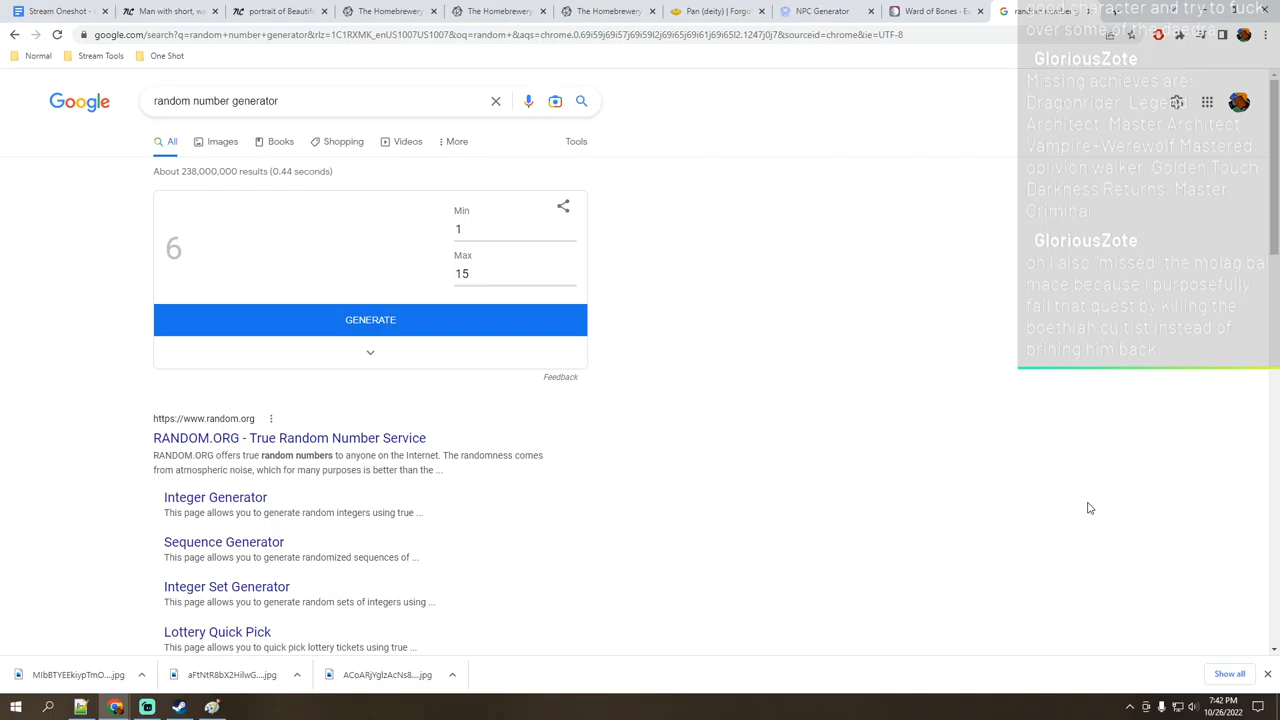 Stream Oneshot - s
Man with short, w
portrait of Beautif
The Homebrewery
The Homebrewery
The Homebrewery
Pan (deity) | Forgo
NPC Generator
Ward of Bones - E
google.com/search?q=random+number+generator&rlz=1C1RXMK_enUS1007US1007&oq=random+&aqs=chrome.0.69i59j69i57j69i59l2j69i65j69i61j69i65l2.1247j0j7&sourceid=chrome&ie=UTF-8
Normal
Stream Tools
One Shot
good character and try to fuck
over some of the daedra
GloriousZote
Missing achieves are:
Dragonrider, Legend
Architect, Master Architect,
Vampire+Werewolf Mastered,
oblivion walker, Golden Touch,
Darkness Returns, Master
Criminal
GloriousZote
oh i also "missed" the molag bal
mace because I purposefully
fail that quest by killing the
boethiah cultist instead of
brining him back
Google
random number generator
All
Images
Books
Shopping
Videos
More
Tools
About 238,000,000 results (0.44 seconds)
6
Min
1
Max
15
GENERATE
Feedback
https://www.random.org
RANDOM.ORG - True Random Number Service
RANDOM.ORG offers true random numbers to anyone on the Internet. The randomness comes
from atmospheric noise, which for many purposes is better than the ...
Integer Generator
This page allows you to generate random integers using true ...
Sequence Generator
This page allows you to generate randomized sequences of ...
Integer Set Generator
This page allows you to generate random sets of integers using ...
Lottery Quick Pick
This page allows you to quick pick lottery tickets using true ...
MIbBTYEEkiypTmO....jpg
aFtNtR8bX2HilwG....jpg
ACoARjYglzAcNs8....jpg
Show all
7:42 PM
10/26/2022